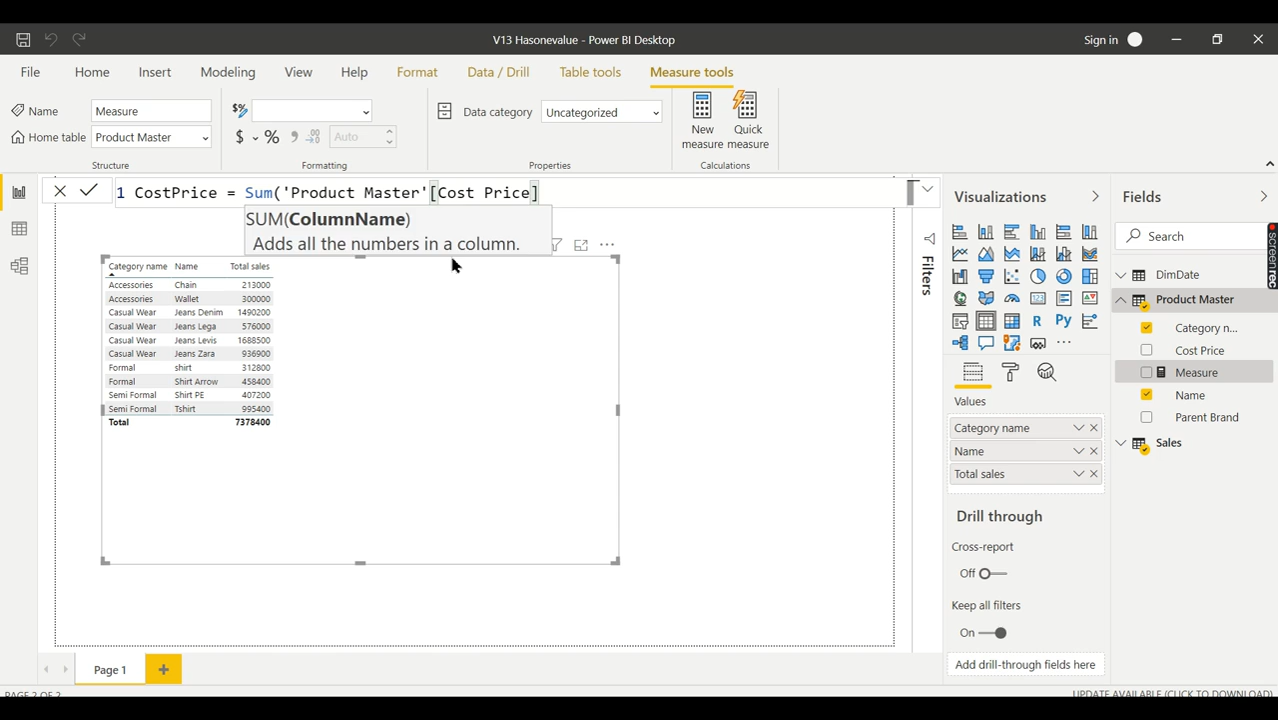 V13 Hasonevalue - Power BI Desktop
Sign in
File Home Insert Modeling View Help Format Data / Drill Table tools Measure tools
Name Measure
Home table Product Master
Structure
$%
$ % 9 .00 Auto
Formatting
Data category Uncategorized
Properties
New measure
Quick measure
Calculations
1 CostPrice = Sum('Product Master'[Cost Price]
SUM(ColumnName)
Adds all the numbers in a column.
Category name Name Total sales
Accessories Chain 213000
Accessories Wallet 300000
Casual Wear Jeans Denim 1490200
Casual Wear Jeans Lega 576000
Casual Wear Jeans Levis 1688500
Casual Wear Jeans Zara 936900
Formal shirt 312800
Formal Shirt Arrow 458400
Semi Formal Shirt PE 407200
Semi Formal Tshirt 995400
Total 7378400
Filters
Visualizations
R Py
123
Values
Category name
Name
Total sales
Drill through
Cross-report
Off
Keep all filters
On
Add drill-through fields here
Fields
Search
DimDate
Product Master
Category n...
Cost Price
Measure
Name
Parent Brand
Sales
screenrec
Page 1
PAGE 2 OF 2
UPDATE AVAILABLE (CLICK TO DOWNLOAD)